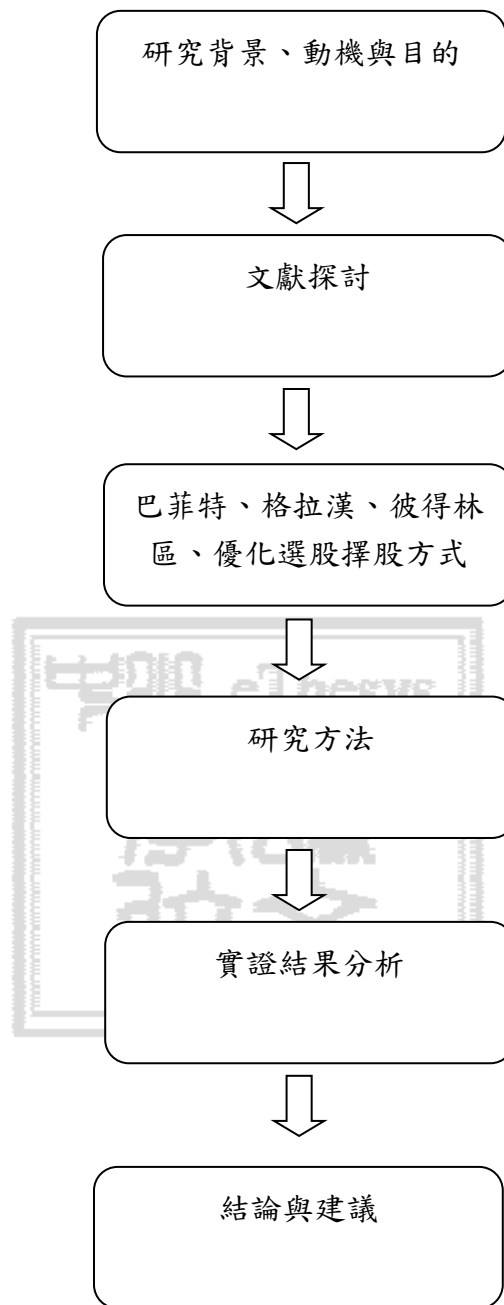 研究背景、動機與目的
文獻探討
巴菲特、格拉漢、彼得林
區、優化選股擇股方式
研究方法
實證結果分析
結論與建議